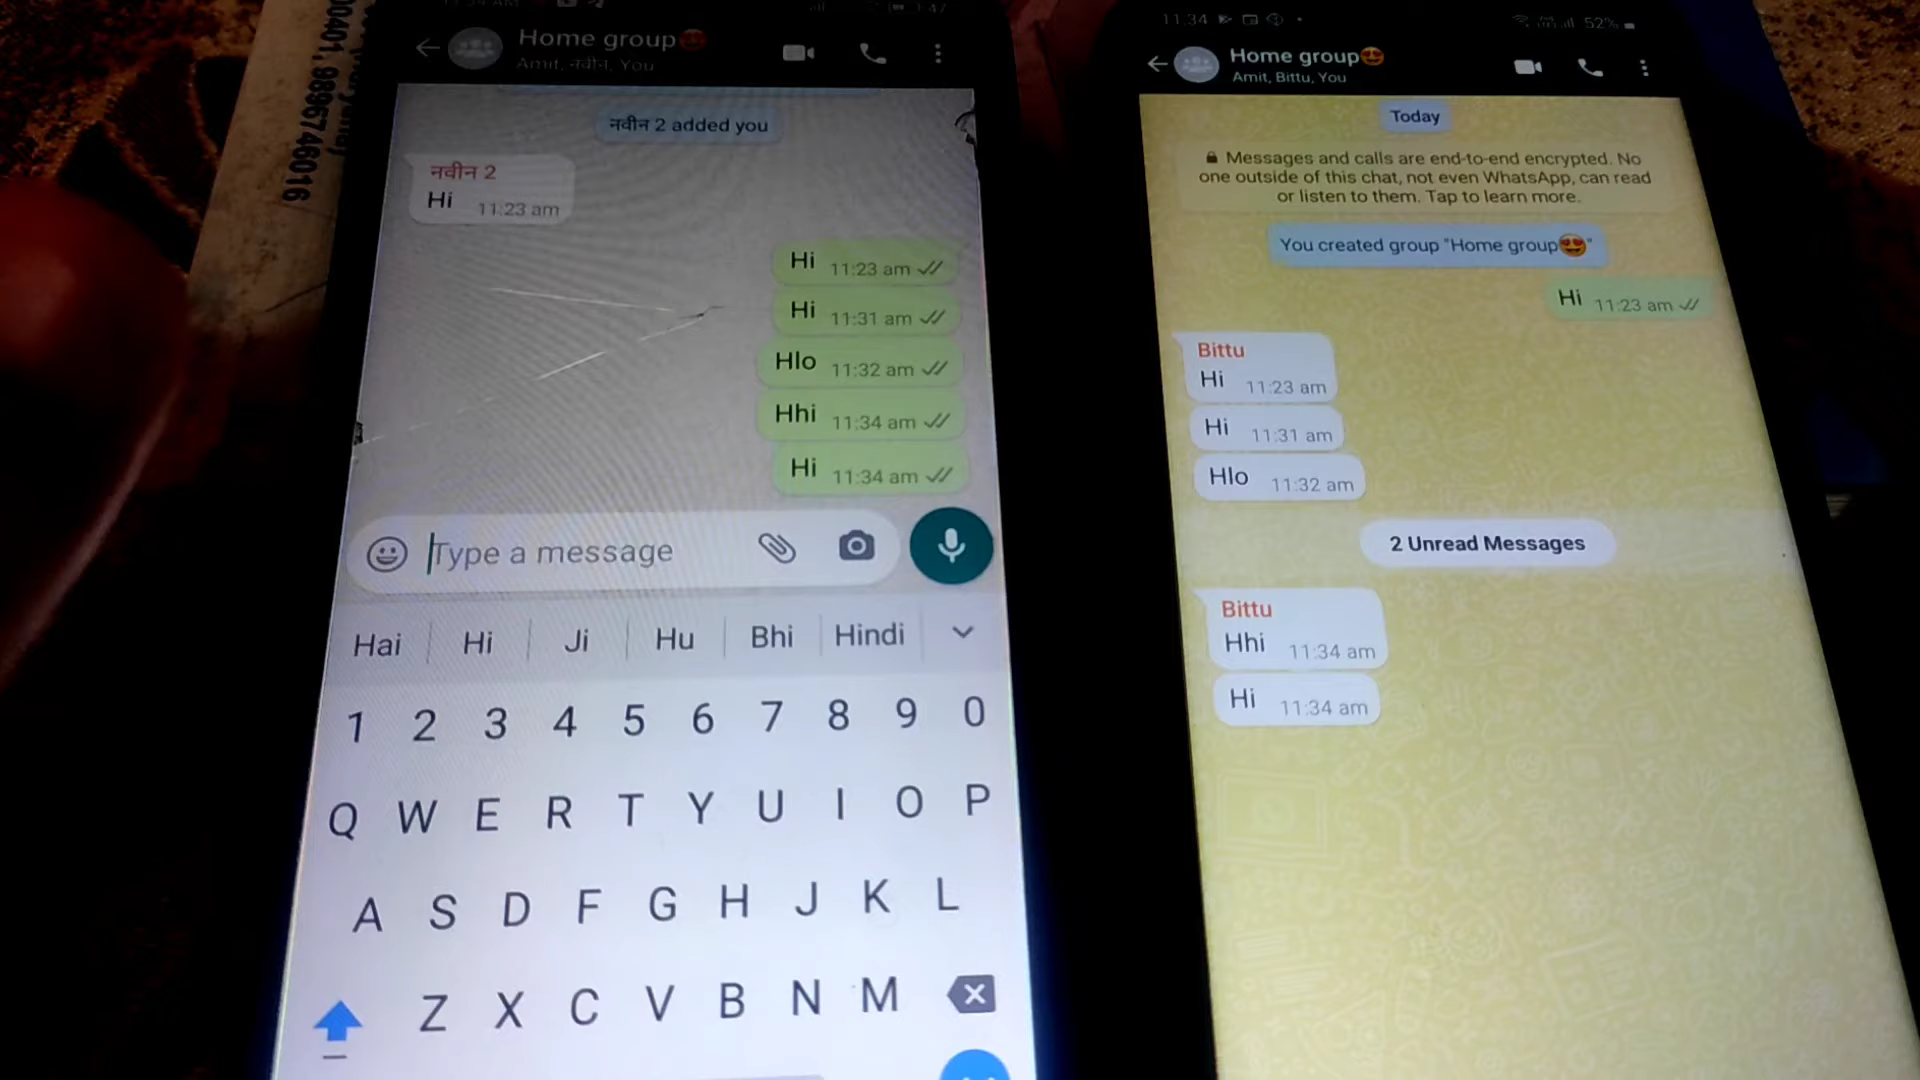 00401, 9896746016
Home group😍
Amit, नवीन, You
नवीन 2 added you
नवीन 2
Hi 11:23 am
Hi 11:23 am
Hi 11:31 am
Hlo 11:32 am
Hhi 11:34 am
Hi 11:34 am
Type a message
Hai Hi Ji Hu Bhi Hindi
1 2 3 4 5 6 7 8 9 0
Q W E R T Y U I O P
A S D F G H J K L
Z X C V B N M
11:34 52%
Home group😍
Amit, Bittu, You
Today
Messages and calls are end-to-end encrypted. No
one outside of this chat, not even WhatsApp, can read
or listen to them. Tap to learn more.
You created group "Home group😍"
Hi 11:23 am
Bittu
Hi 11:23 am
Hi 11:31 am
Hlo 11:32 am
2 Unread Messages
Bittu
Hhi 11:34 am
Hi 11:34 am